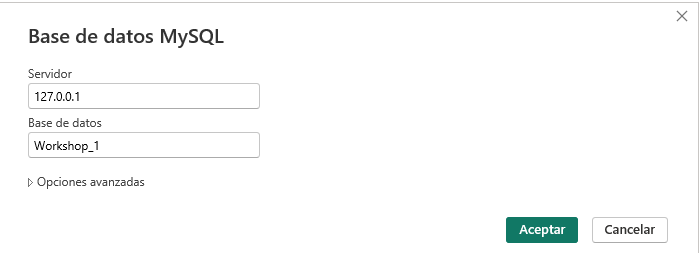 Base de datos MySQL
Servidor
127.0.0.1
Base de datos
Workshop_1
Opciones avanzadas
Aceptar Cancelar